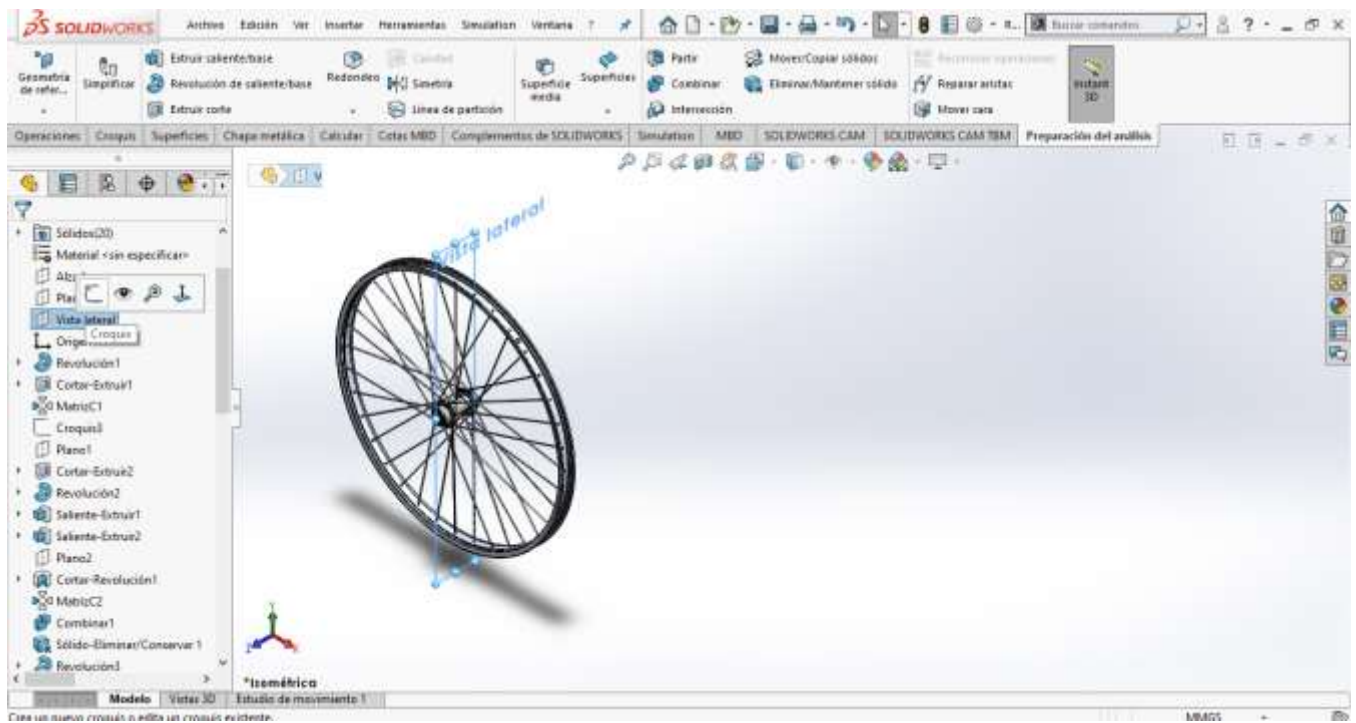 SOLIDWORKS Archivo Edición Ver Insertar Herramientas Simulation Ventana ? Buscar comandos
Geometría de refer...
Simplificar
Extruir saliente/base
Revolución de saliente/base
Extruir corte
Redondeo
Simetría
Línea de partición
Superficie media
Superficies
Partir
Combinar
Intersección
Mover/Copiar sólidos
Eliminar/Mantener sólido
Reparar aristas
Mover cara
Instant 3D
Operaciones Croquis Superficies Chapa metálica Calcular Cotas MBD Complementos de SOLIDWORKS Simulation MBD SOLIDWORKS CAM SOLIDWORKS CAM TBM Preparación del análisis
Vista lateral
Sólidos(20)
Material <sin especificar>
Vista lateral
Croquis
Revolución1
Cortar-Extruir1
MatrizC1
Croquis3
Plano1
Cortar-Extruir2
Revolución2
Saliente-Extruir1
Saliente-Extruir2
Plano2
Cortar-Revolución1
MatrizC2
Combinar1
Sólido-Eliminar/Conservar 1
Revolución3
*Isométrica
Modelo Vistas 3D Estudio de movimiento 1
Crea un nuevo croquis o edita un croquis existente. MMGS